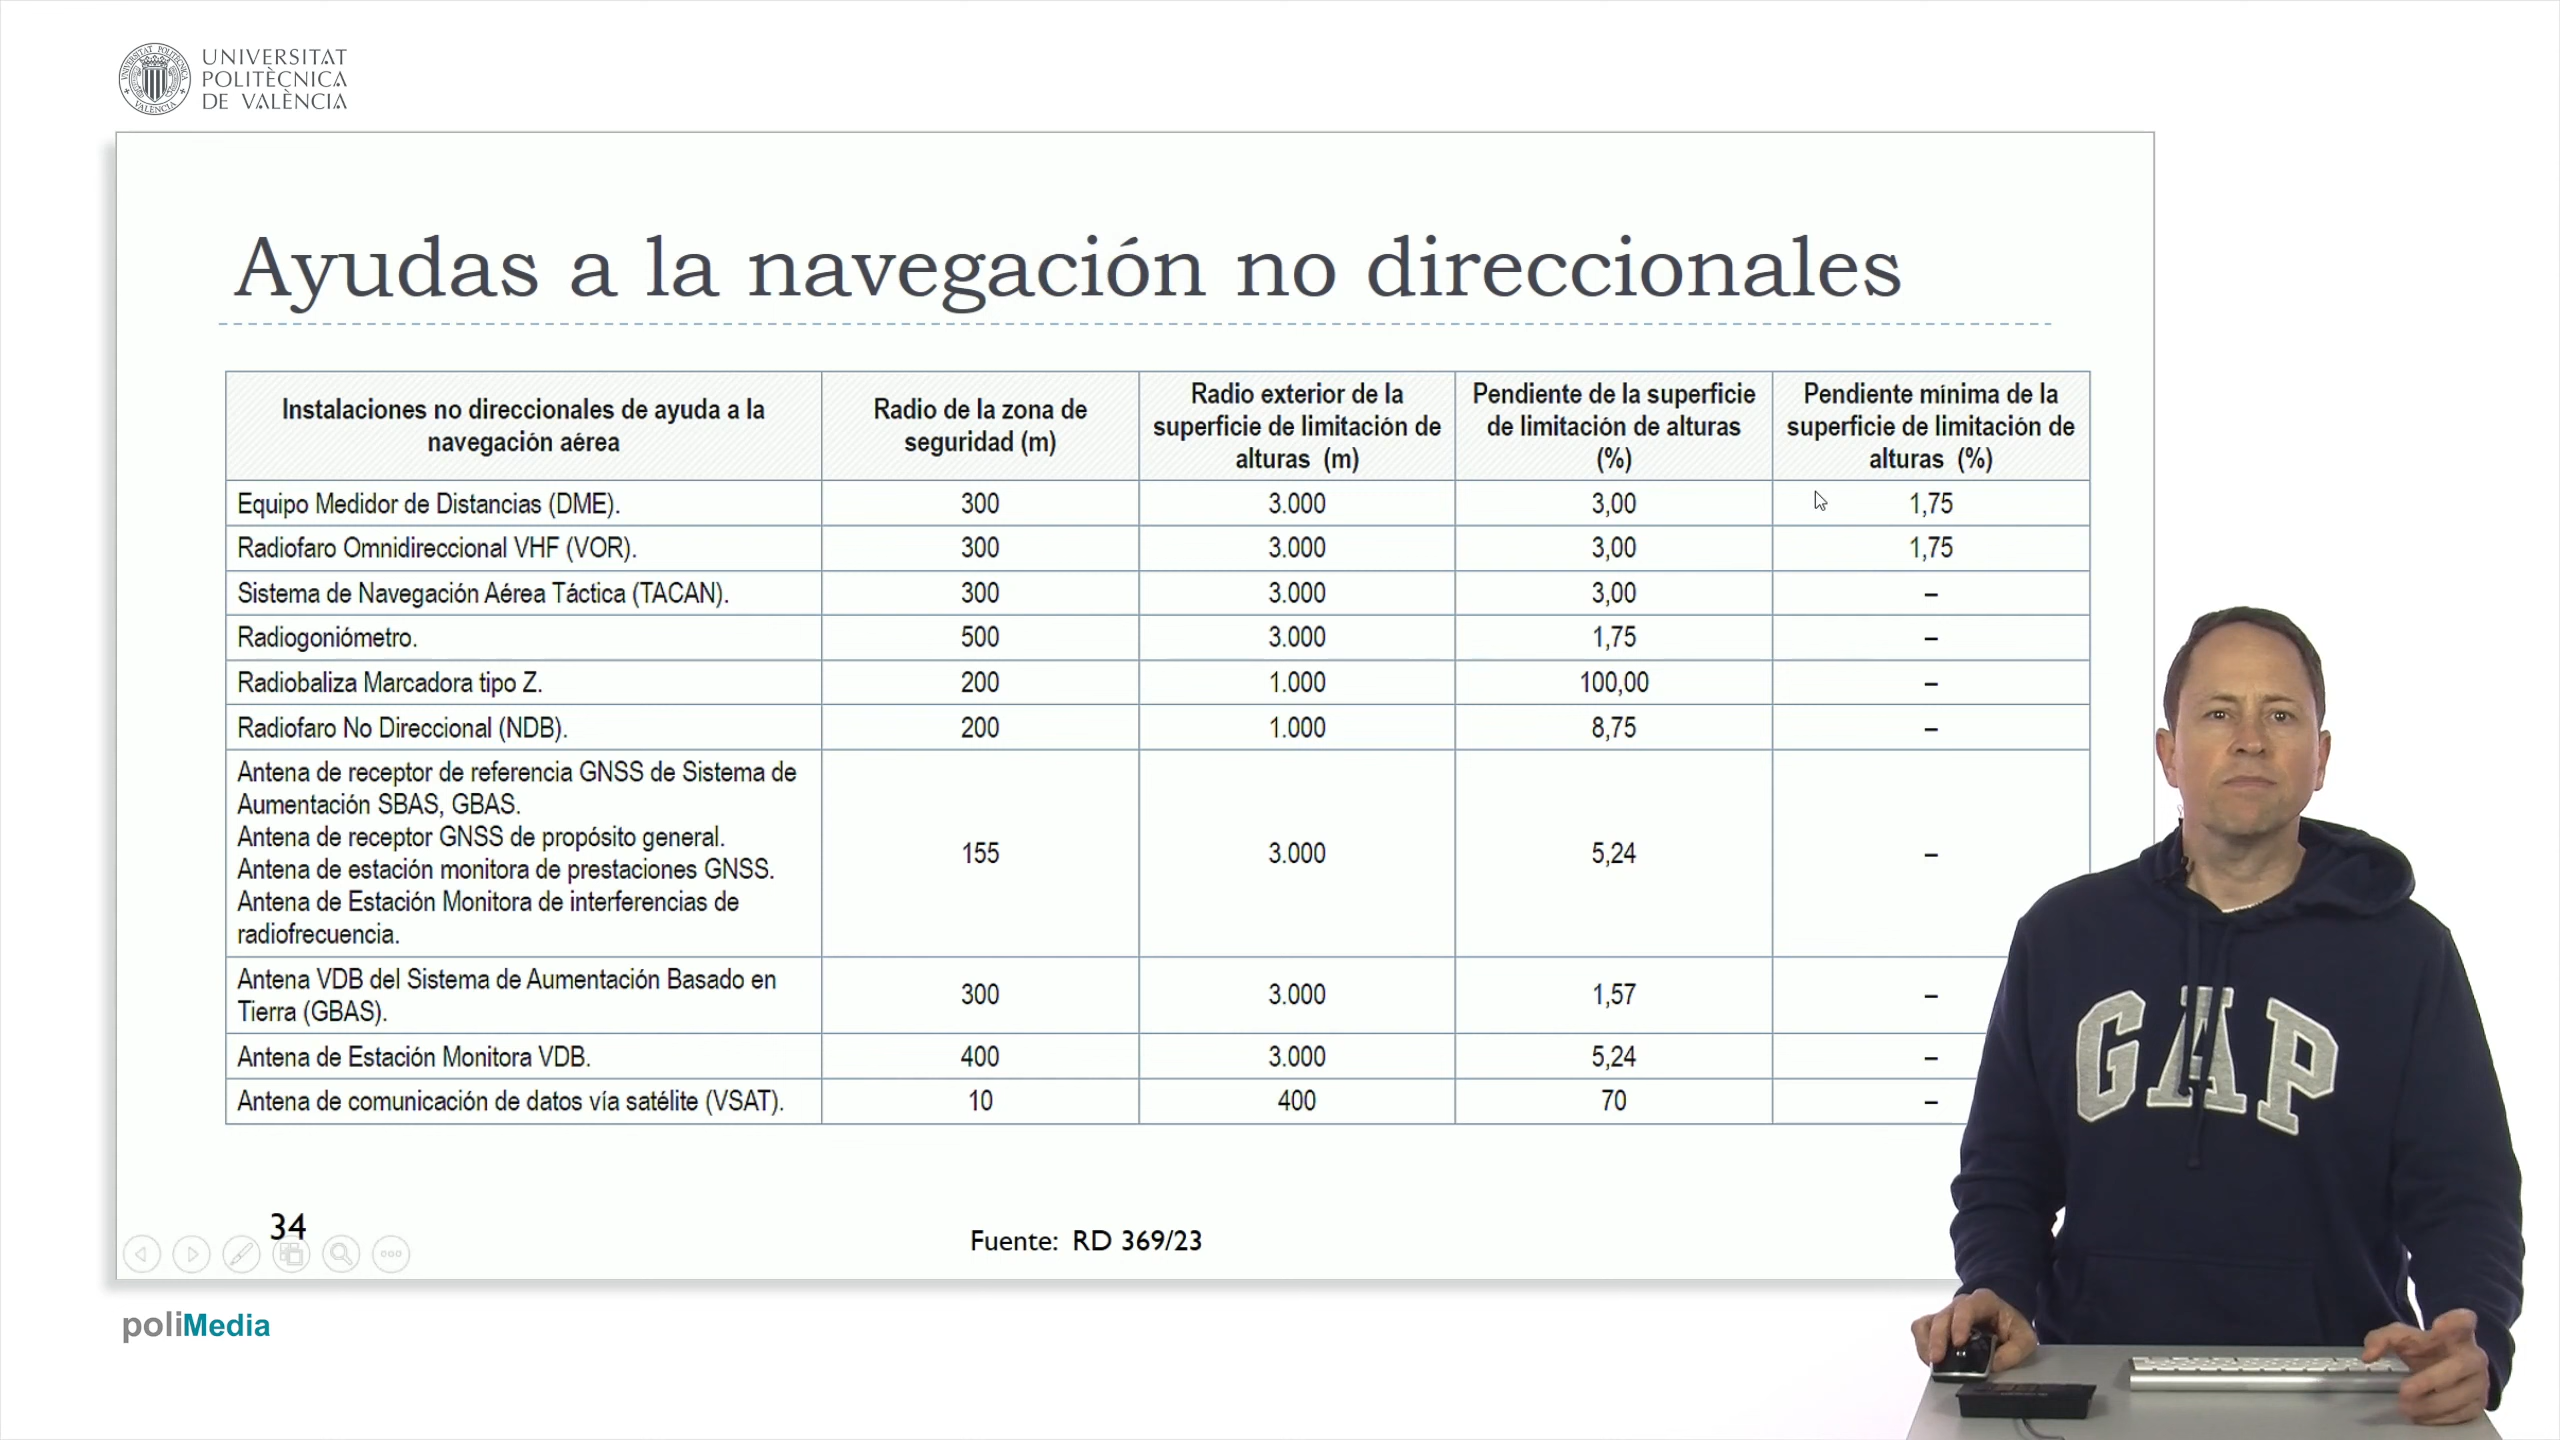 UNIVERSITAT
POLITÈCNICA
DE VALÈNCIA
Ayudas a la navegación no direccionales
Instalaciones no direccionales de ayuda a la
navegación aérea
Radio de la zona de
seguridad (m)
Radio exterior de la
superficie de limitación de
alturas (m)
Pendiente de la superficie
de limitación de alturas
(%)
Pendiente mínima de la
superficie de limitación de
alturas (%)
Equipo Medidor de Distancias (DME). 300 3.000 3,00 1,75
Radiofaro Omnidireccional VHF (VOR). 300 3.000 3,00 1,75
Sistema de Navegación Aérea Táctica (TACAN). 300 3.000 3,00 –
Radiogoniómetro. 500 3.000 1,75 –
Radiobaliza Marcadora tipo Z. 200 1.000 100,00 –
Radiofaro No Direccional (NDB). 200 1.000 8,75 –
Antena de receptor de referencia GNSS de Sistema de
Aumentación SBAS, GBAS.
Antena de receptor GNSS de propósito general.
Antena de estación monitora de prestaciones GNSS.
Antena de Estación Monitora de interferencias de
radiofrecuencia.
155 3.000 5,24 –
Antena VDB del Sistema de Aumentación Basado en
Tierra (GBAS).
300 3.000 1,57 –
Antena de Estación Monitora VDB. 400 3.000 5,24 –
Antena de comunicación de datos vía satélite (VSAT). 10 400 70 –
34
Fuente: RD 369/23
poliMedia
GAP